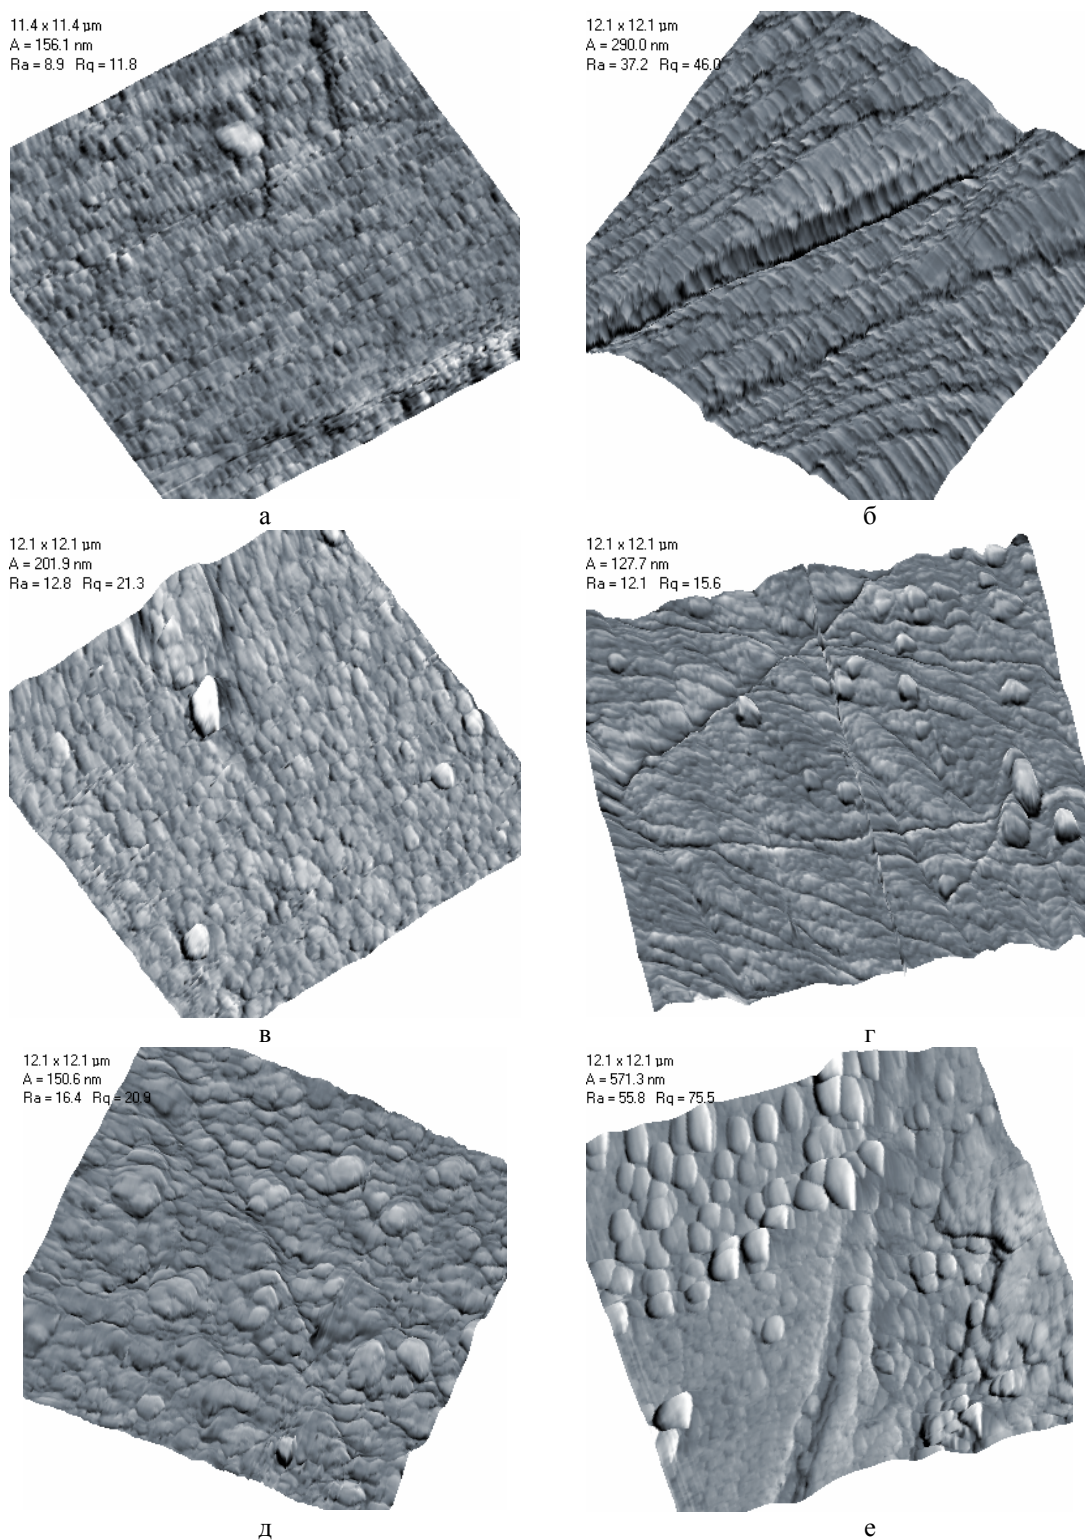 11.4 x 11.4 µm
A = 156.1 nm
Ra = 8.9 Rq = 11.8
12.1 x 12.1 µm
A = 290.0 nm
Ra = 37.2 Rq = 46.0
а
б
12.1 x 12.1 µm
A = 201.9 nm
Ra = 12.8 Rq = 21.3
12.1 x 12.1 µm
A = 127.7 nm
Ra = 12.1 Rq = 15.6
в
г
12.1 x 12.1 µm
A = 150.6 nm
Ra = 16.4 Rq = 20.9
12.1 x 12.1 µm
A = 571.3 nm
Ra = 55.8 Rq = 75.5
д
е